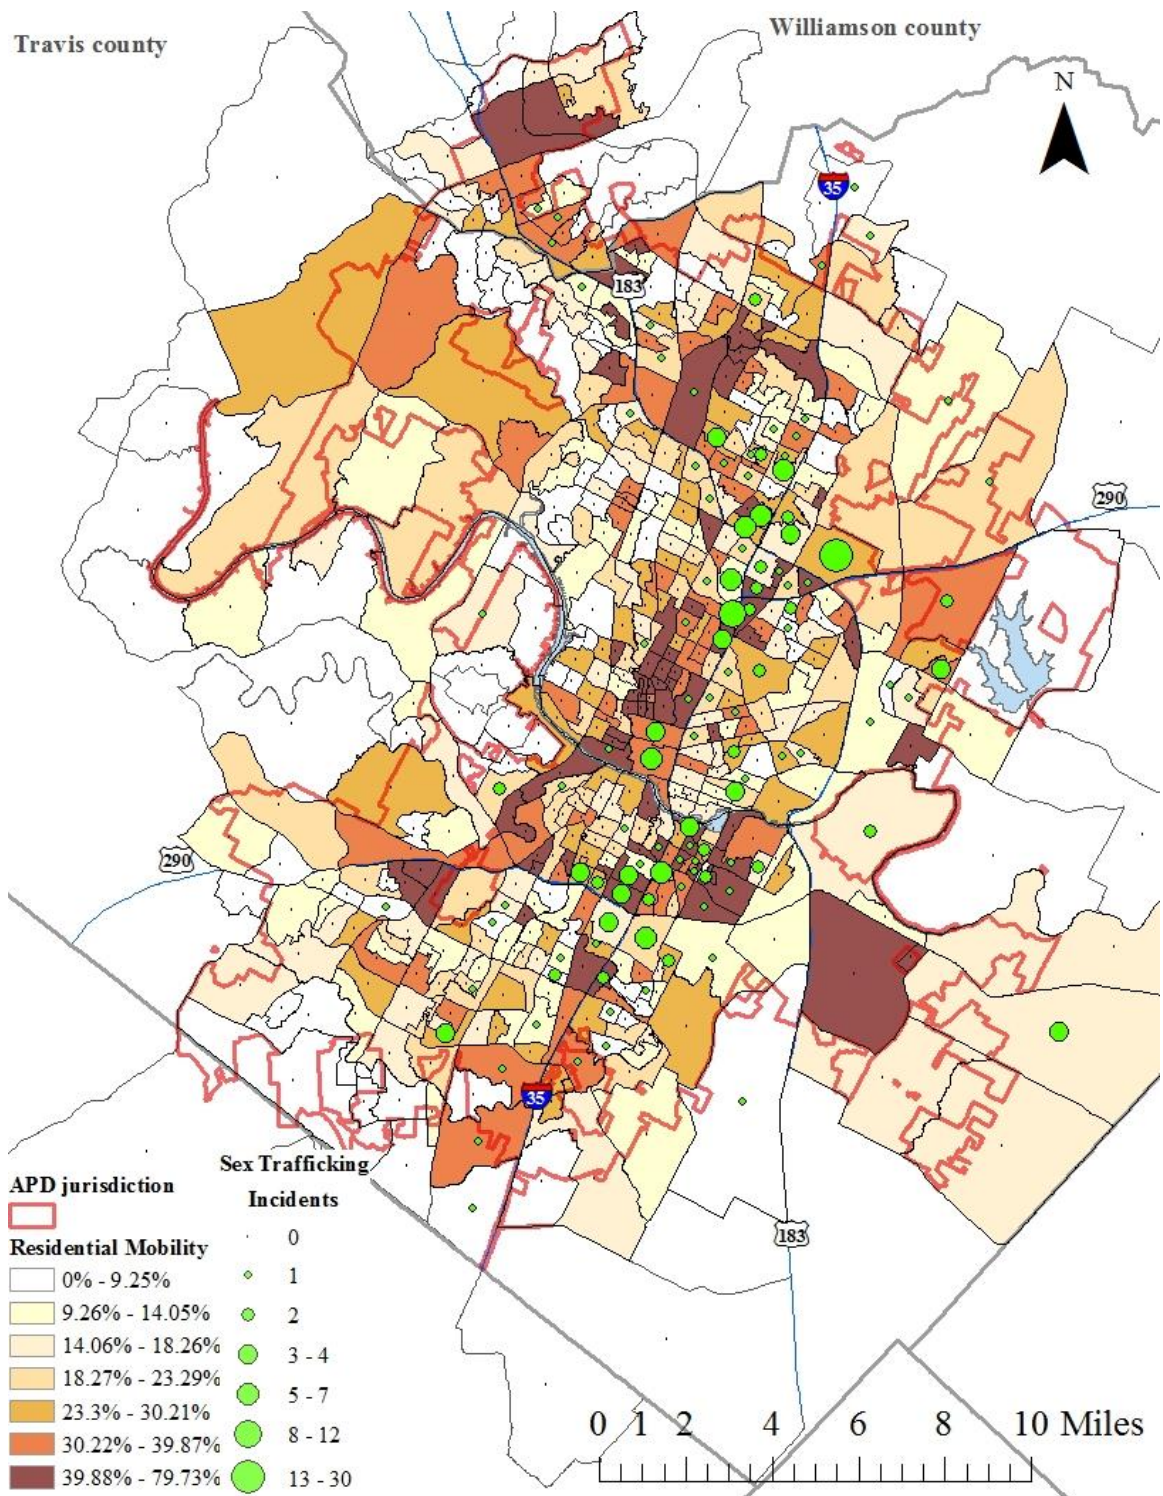 Travis county
Williamson county
N
35
183
290
290
35
183
Sex Trafficking
Incidents
0
1
2
3 - 4
5 - 7
8 - 12
13 - 30
APD jurisdiction
Residential Mobility
0% - 9.25%
9.26% - 14.05%
14.06% - 18.26%
18.27% - 23.29%
23.3% - 30.21%
30.22% - 39.87%
39.88% - 79.73%
0 1 2 4 6 8 10 Miles